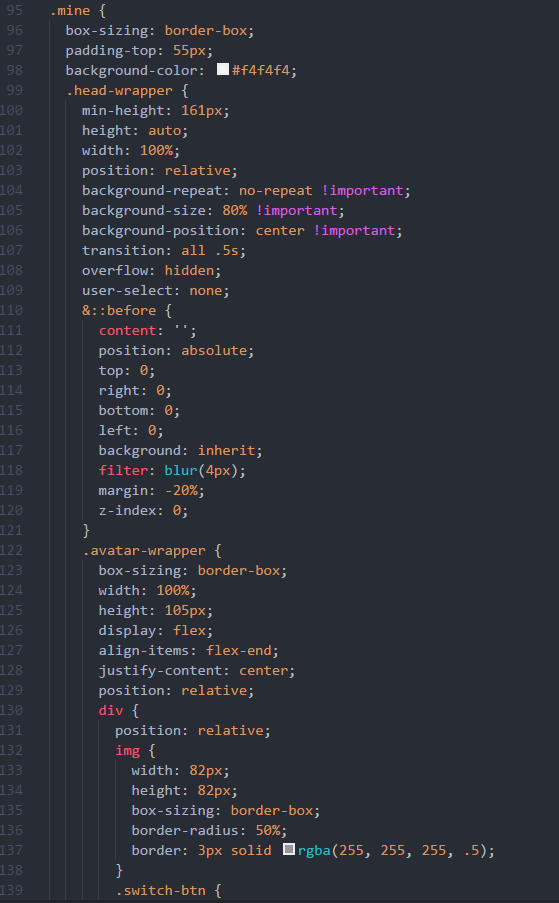 95 .mine {
96 box-sizing: border-box;
97 padding-top: 55px;
98 background-color: #f4f4f4;
99 .head-wrapper {
100 min-height: 161px;
101 height: auto;
102 width: 100%;
103 position: relative;
104 background-repeat: no-repeat !important;
105 background-size: 80% !important;
106 background-position: center !important;
107 transition: all .5s;
108 overflow: hidden;
109 user-select: none;
110 &::before {
111 content: '';
112 position: absolute;
113 top: 0;
114 right: 0;
115 bottom: 0;
116 left: 0;
117 background: inherit;
118 filter: blur(4px);
119 margin: -20%;
120 z-index: 0;
121 }
122 .avatar-wrapper {
123 box-sizing: border-box;
124 width: 100%;
125 height: 105px;
126 display: flex;
127 align-items: flex-end;
128 justify-content: center;
129 position: relative;
130 div {
131 position: relative;
132 img {
133 width: 82px;
134 height: 82px;
135 box-sizing: border-box;
136 border-radius: 50%;
137 border: 3px solid rgba(255, 255, 255, .5);
138 }
139 .switch-btn {